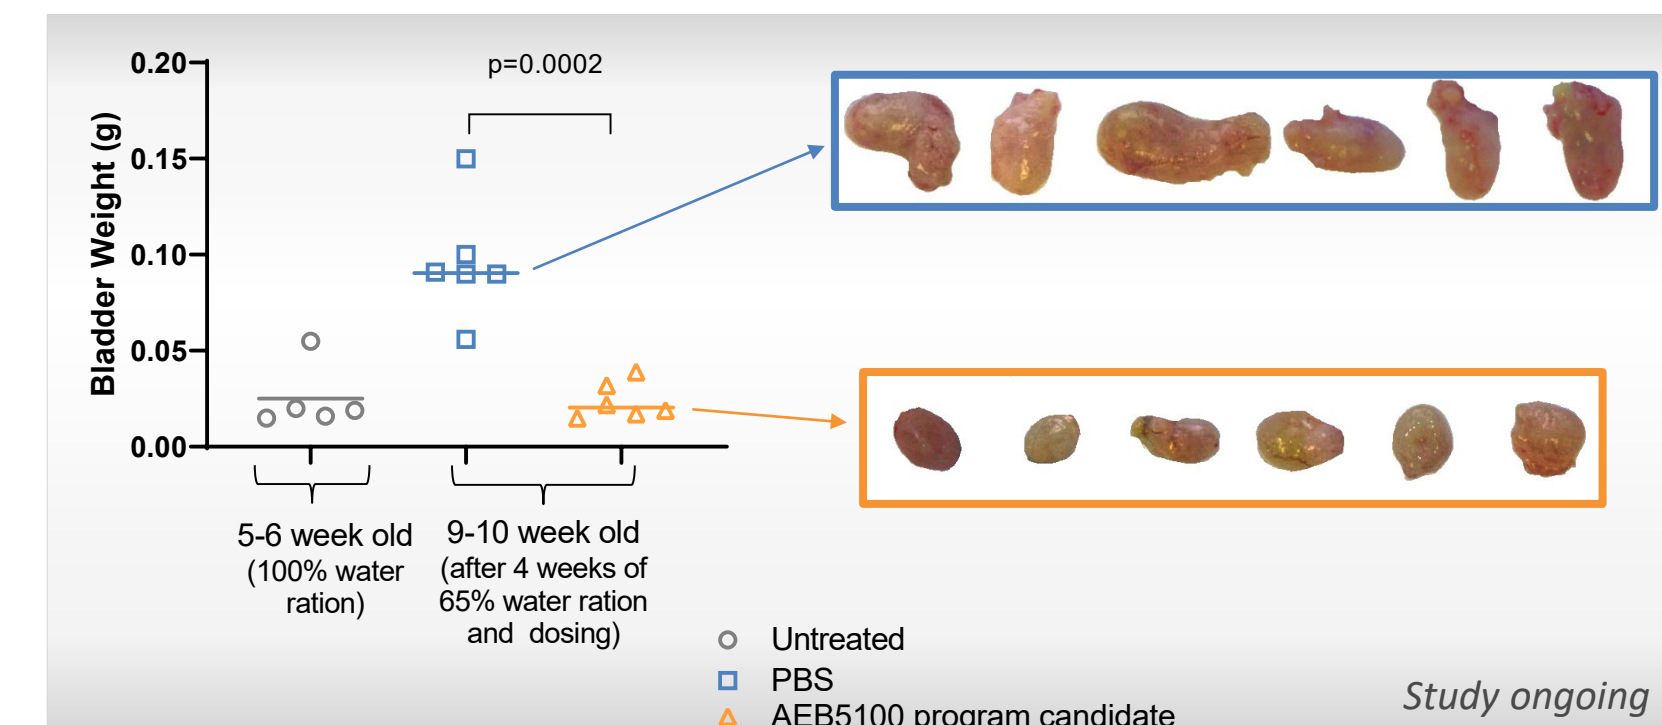 0.20
p=0.0002
0.15
0.10
0.05
0.00
Bladder Weight (g)
5-6 week old
(100% water
ration)
9-10 week old
(after 4 weeks of
65% water ration
and dosing)
Untreated
PBS
AEB5100 program candidate
Study ongoing